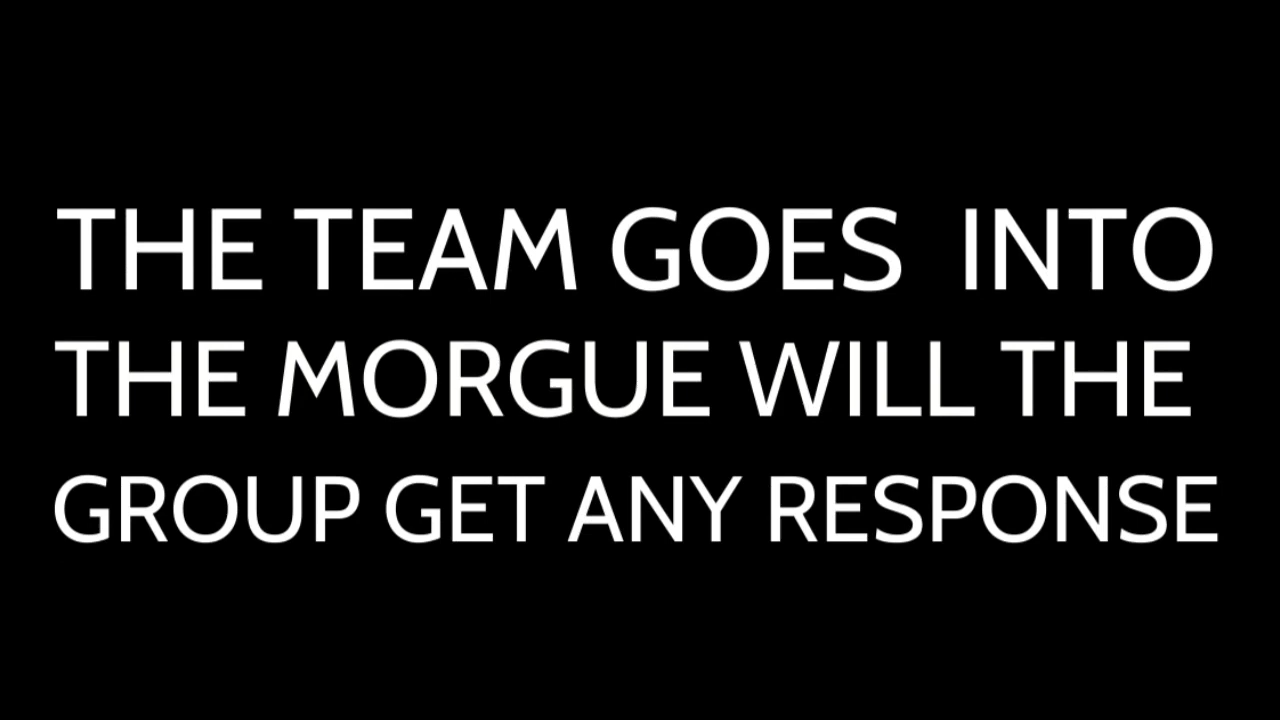 THE TEAM GOES  INTO
THE MORGUE WILL THE
GROUP GET ANY RESPONSE